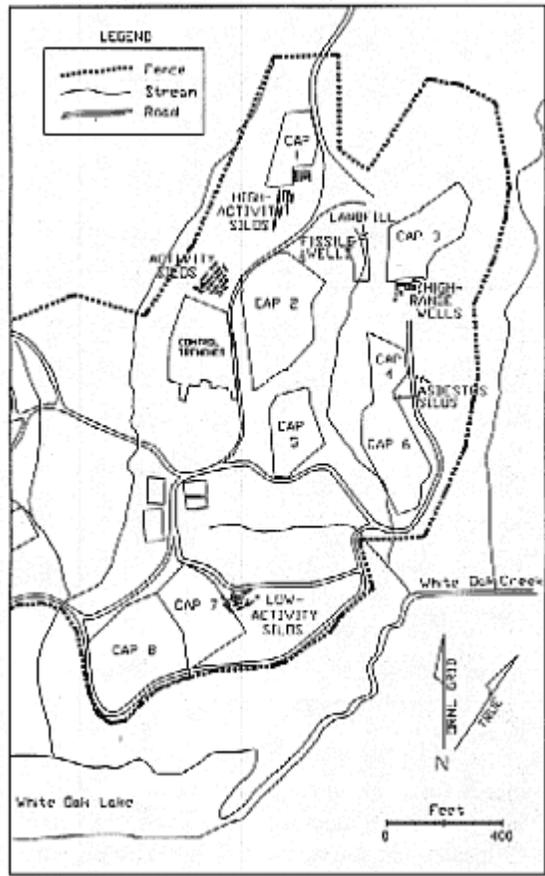 LEGEND
Fence
Stream
Road
CAP
1
HIGH-
ACTIVITY
SILOS
LANDFILL
FISSILE
WELLS
CAP 3
ACTIVITY
SILOS
CAP 2
HIGH-
RANGE
WELLS
CONTROL
TRENCHES
CAP
4
ASBESTOS
SILOS
CAP
5
CAP 6
White Oak Creek
CAP 7
LOW-
ACTIVITY
SILOS
CAP 8
ORNL GRID
TRUE
N
White Oak Lake
Feet
0
400